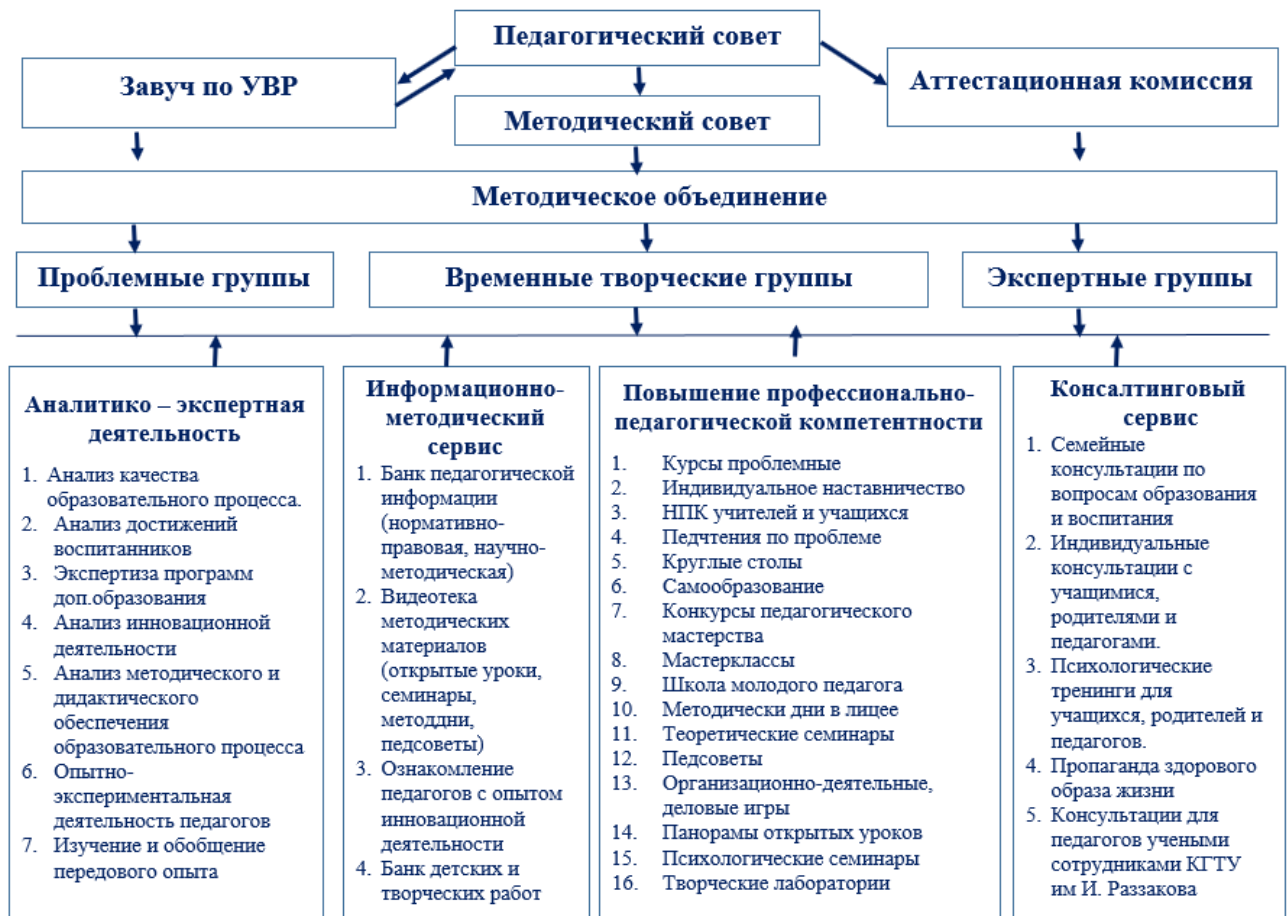 Педагогический совет
Завуч по УВР
Аттестационная комиссия
Методический совет
Методическое объединение
Проблемные группы
Временные творческие группы
Экспертные группы
Аналитико – экспертная
деятельность
1. Анализ качества
образовательного процесса.
2. Анализ достижений
воспитанников
3. Экспертиза программ
доп.образования
4. Анализ инновационной
деятельности
5. Анализ методического и
дидактического
обеспечения
образовательного процесса
6. Опытно-
экспериментальная
деятельность педагогов
7. Изучение и обобщение
передового опыта
Информационно-
методический
сервис
1. Банк педагогической
информации
(нормативно-
правовая, научно-
методическая)
2. Видеотека
методических
материалов
(открытые уроки,
семинары,
методдни,
педсоветы)
3. Ознакомление
педагогов с опытом
инновационной
деятельности
4. Банк детских и
творческих работ
Повышение профессионально-
педагогической компетентности
1. Курсы проблемные
2. Индивидуальное наставничество
3. НПК учителей и учащихся
4. Педчтения по проблеме
5. Круглые столы
6. Самообразование
7. Конкурсы педагогического
мастерства
8. Мастерклассы
9. Школа молодого педагога
10. Методически дни в лицее
11. Теоретические семинары
12. Педсоветы
13. Организационно-деятельные,
деловые игры
14. Панорамы открытых уроков
15. Психологические семинары
16. Творческие лаборатории
Консалтинговый
сервис
1. Семейные
консультации по
вопросам образования
и воспитания
2. Индивидуальные
консультации с
учащимися,
родителями и
педагогами.
3. Психологические
тренинги для
учащихся, родителей и
педагогов.
4. Пропаганда здорового
образа жизни
5. Консультации для
педагогов учеными
сотрудниками КГТУ
им И. Раззакова